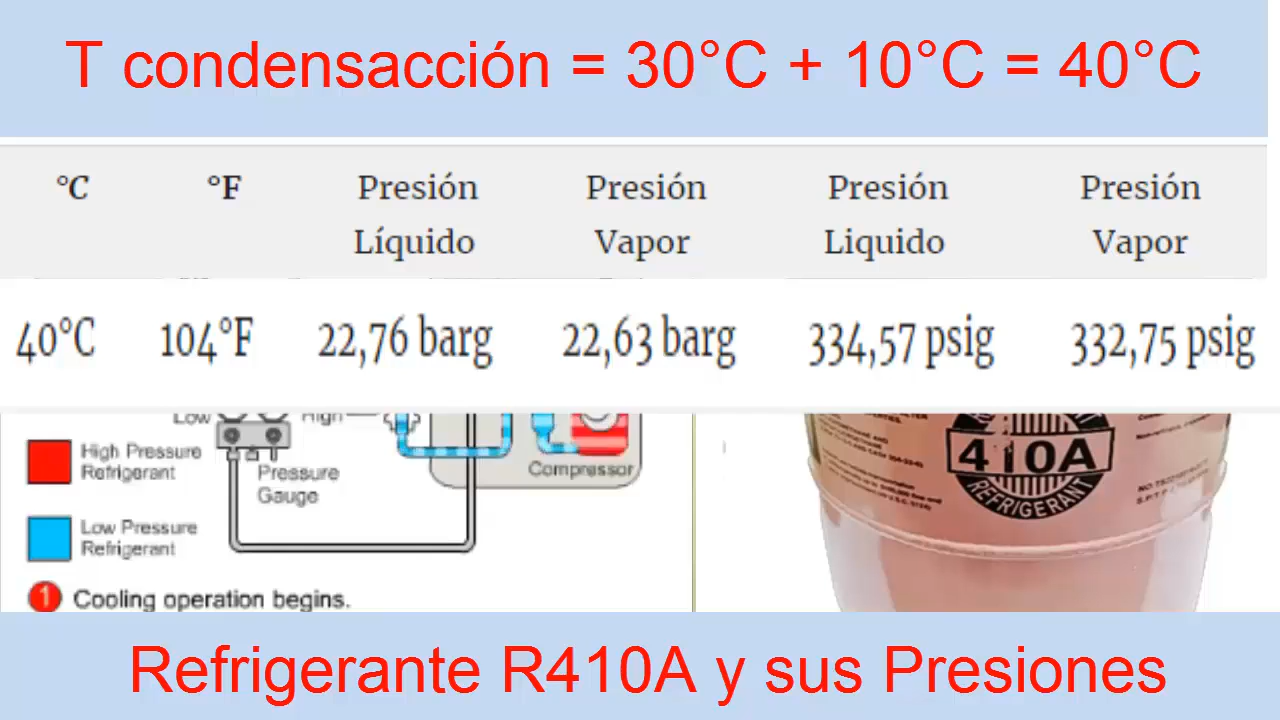 T condensacción = 30°C + 10°C = 40°C
°C °F Presión Líquido Presión Vapor Presión Liquido Presión Vapor
40°C 104°F 22,76 barg 22,63 barg 334,57 psig 332,75 psig
Low High
High Pressure
Refrigerant
Pressure
Gauge
Compressor
Low Pressure
Refrigerant
1 Cooling operation begins.
410A
REFRIGERANT
Refrigerante R410A y sus Presiones